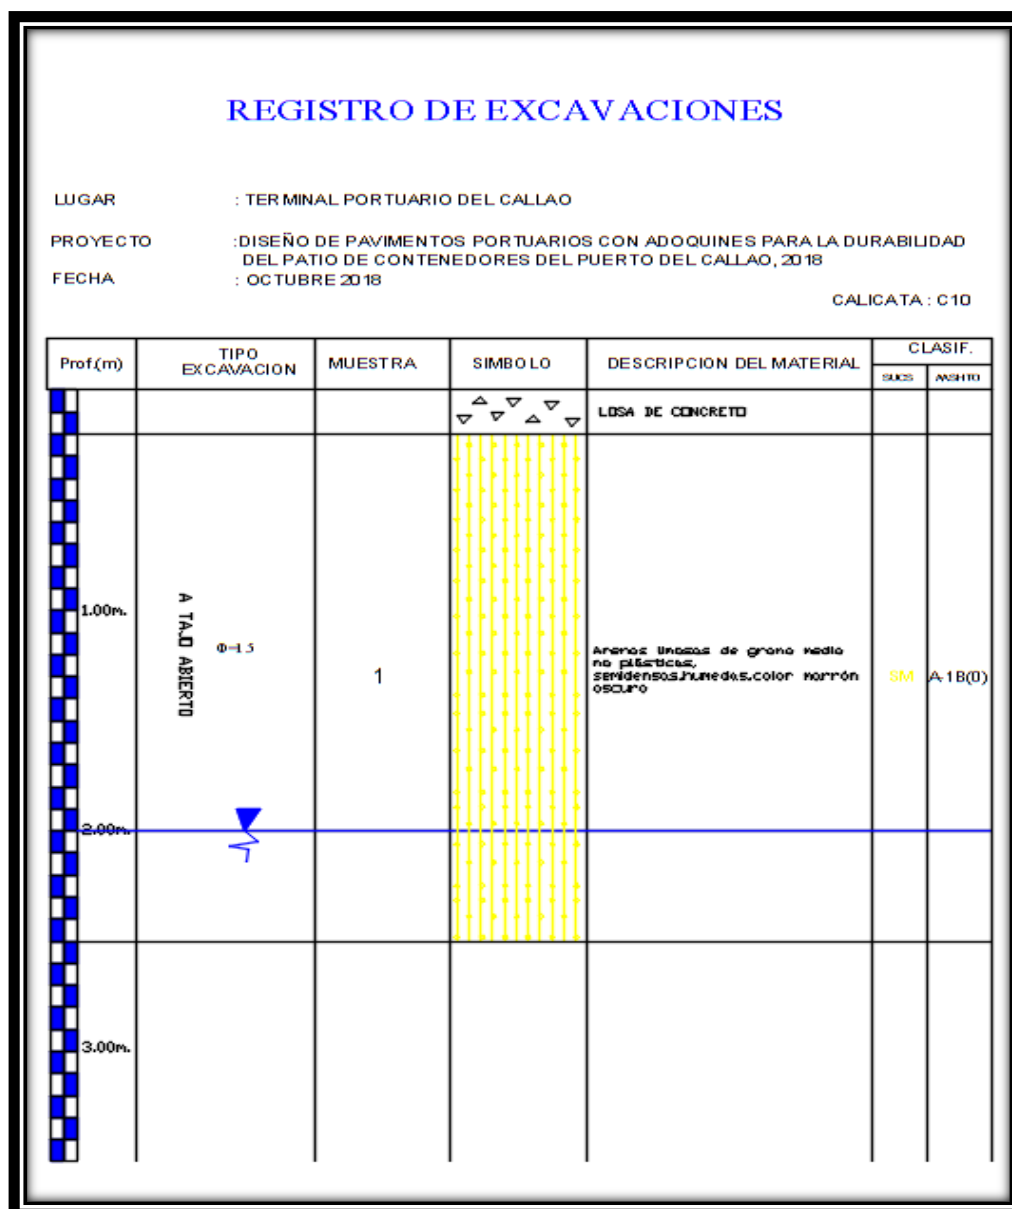 REGISTRO DE EXCAVACIONES
LUGAR : TERMINAL PORTUARIO DEL CALLAO
PROYECTO :DISEÑO DE PAVIMENTOS PORTUARIOS CON ADOQUINES PARA LA DURABILIDAD
DEL PATIO DE CONTENEDORES DEL PUERTO DEL CALLAO, 2018
FECHA : OCTUBRE 2018
CALICATA : C10
Prof.(m) TIPO EXCAVACION MUESTRA SIMBOLO DESCRIPCION DEL MATERIAL CLASIF.
SUCS AASHTO
LOSA DE CONCRETO
1.00m.
A TAJO ABIERTO
Φ=1.5
1
Arenas limosas de grano medio
no plásticas,
semidensas,humedas,color marrón
oscuro
SM
A-1B(0)
2.00m.
3.00m.